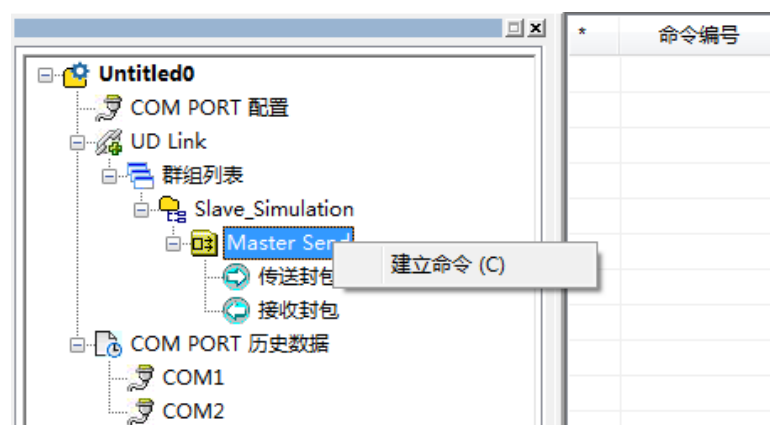 * 命令编号
Untitled0
COM PORT 配置
UD Link
群组列表
Slave_Simulation
Master Send
建立命令 (C)
传送封包
接收封包
COM PORT 历史数据
COM1
COM2